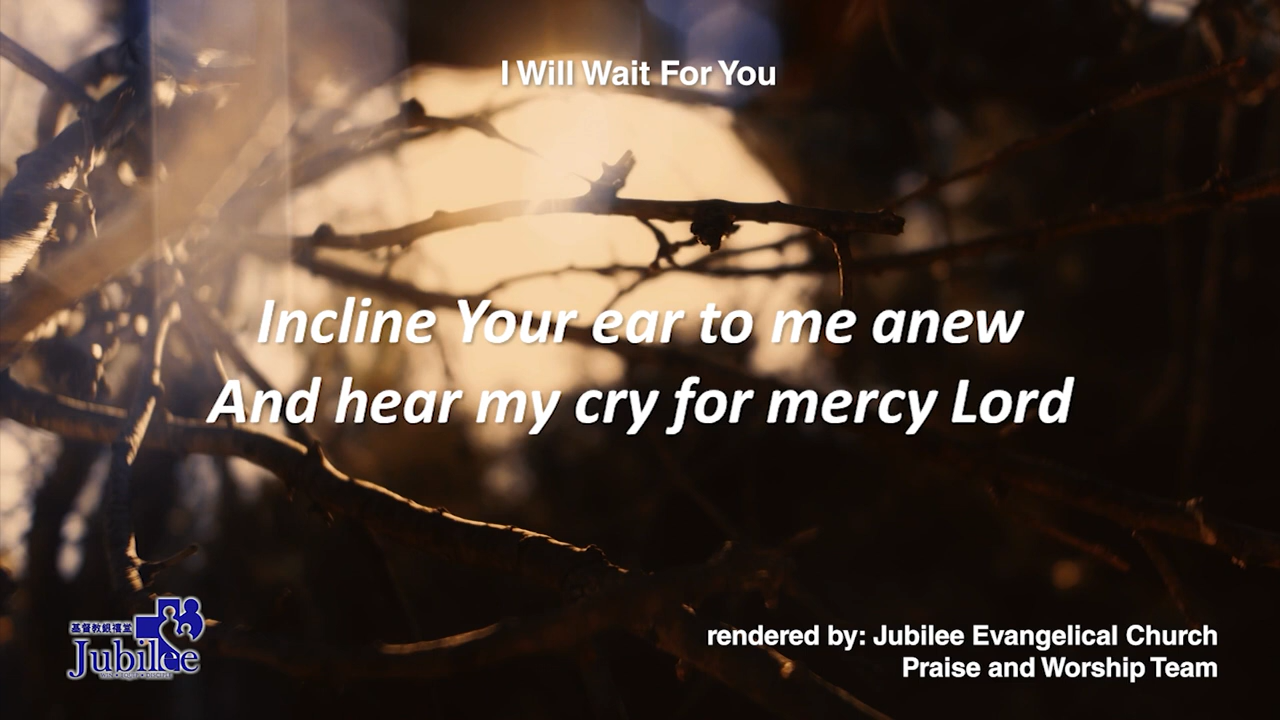 I Will Wait For You
Incline Your ear to me anew
And hear my cry for mercy Lord
基督教銀禧堂
Jubilee
rendered by: Jubilee Evangelical Church
Praise and Worship Team